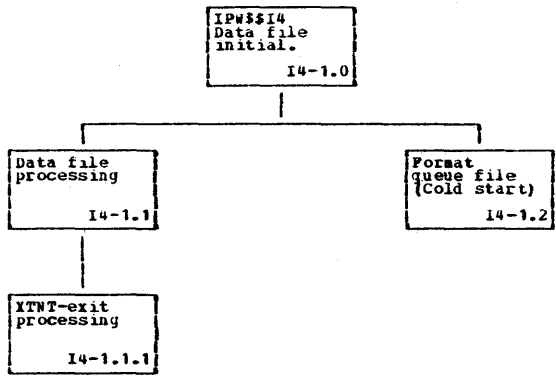 IPW$$I4
Data file
initial.
I4-1.0
Data file
processing
I4-1.1
Format
queue file
(Cold start)
I4-1.2
XTNT-exit
processing
I4-1.1.1